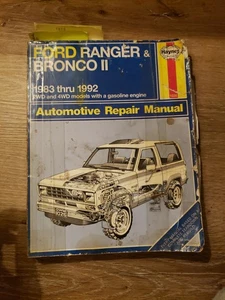 FORD RANGER &
BRONCO II
Haynes
1983 thru 1992
2WD and 4WD models with a gasoline engine
Automotive Repair Manual